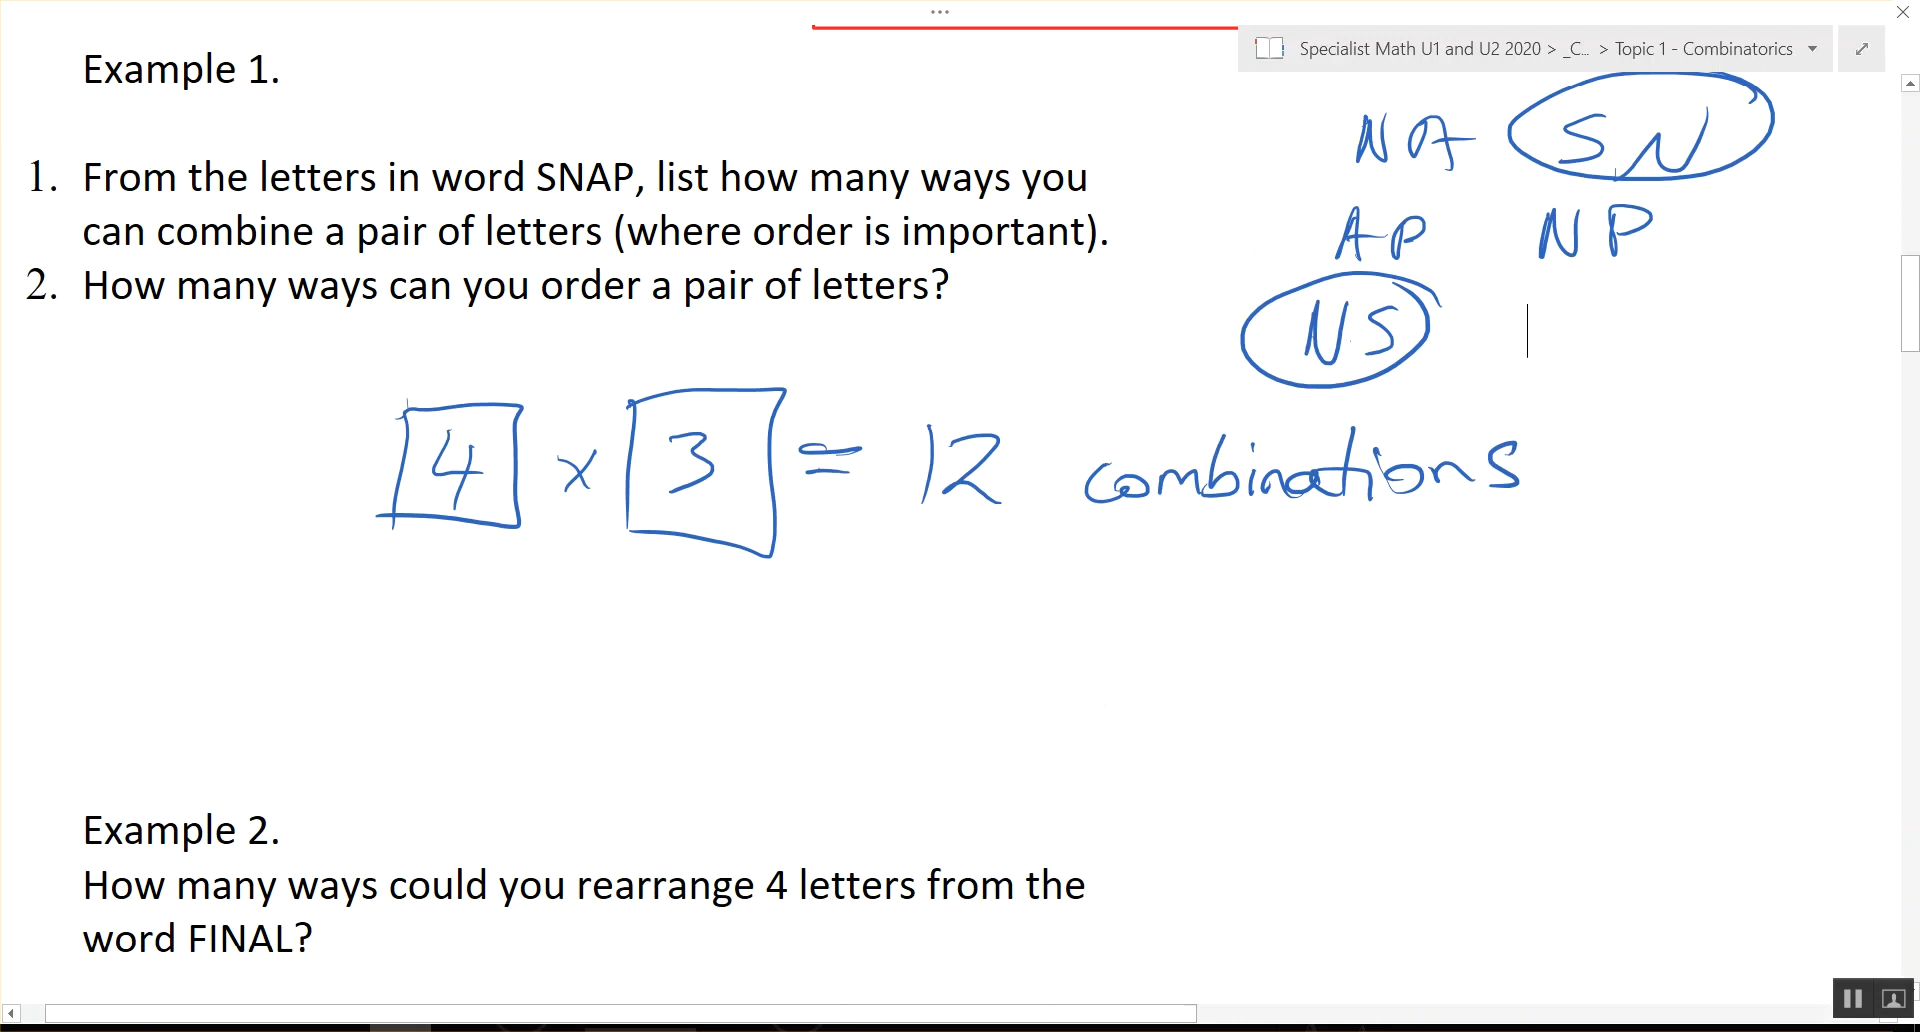 Specialist Math U1 and U2 2020 > _C... > Topic 1 - Combinatorics
Example 1.
NA SN
1. From the letters in word SNAP, list how many ways you
can combine a pair of letters (where order is important).
AP NP
2. How many ways can you order a pair of letters?
NS
4 x 3 = 12 combinations
Example 2.
How many ways could you rearrange 4 letters from the
word FINAL?